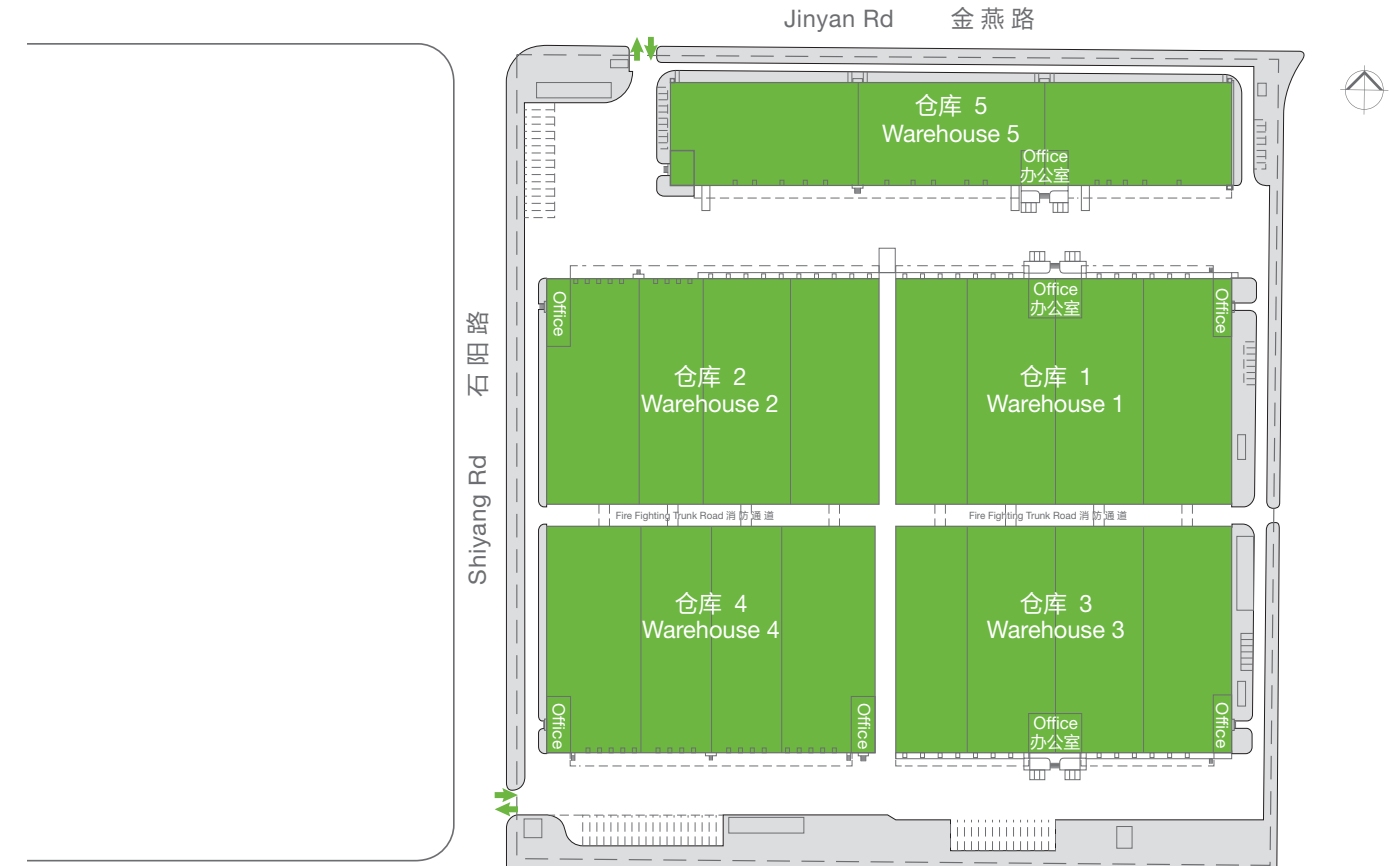 Jinyan Rd 金燕路
仓库 5
Warehouse 5
Office
办公室
Shiyang Rd 石阳路
Office
仓库 2
Warehouse 2
Office
办公室
Office
仓库 1
Warehouse 1
Fire Fighting Trunk Road 消防通道
Fire Fighting Trunk Road 消防通道
仓库 4
Warehouse 4
Office
Office
仓库 3
Warehouse 3
Office
办公室
Office